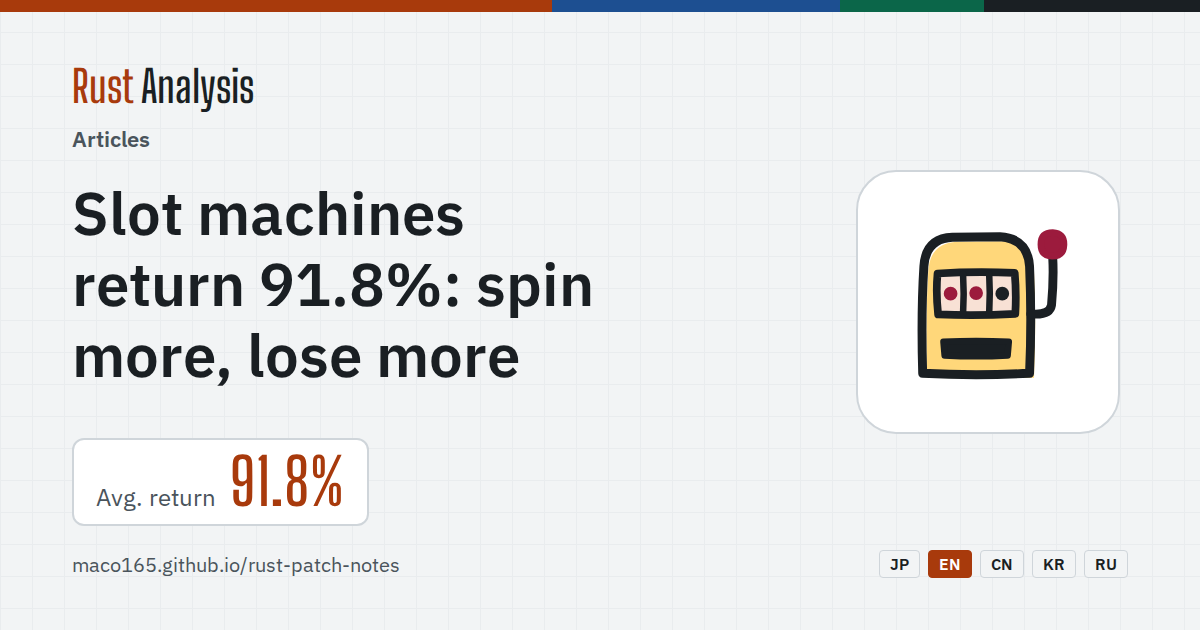 Rust Analysis
Articles
Slot machines
return 91.8%: spin
more, lose more
Avg. return 91.8%
maco165.github.io/rust-patch-notes
JP EN CN KR RU